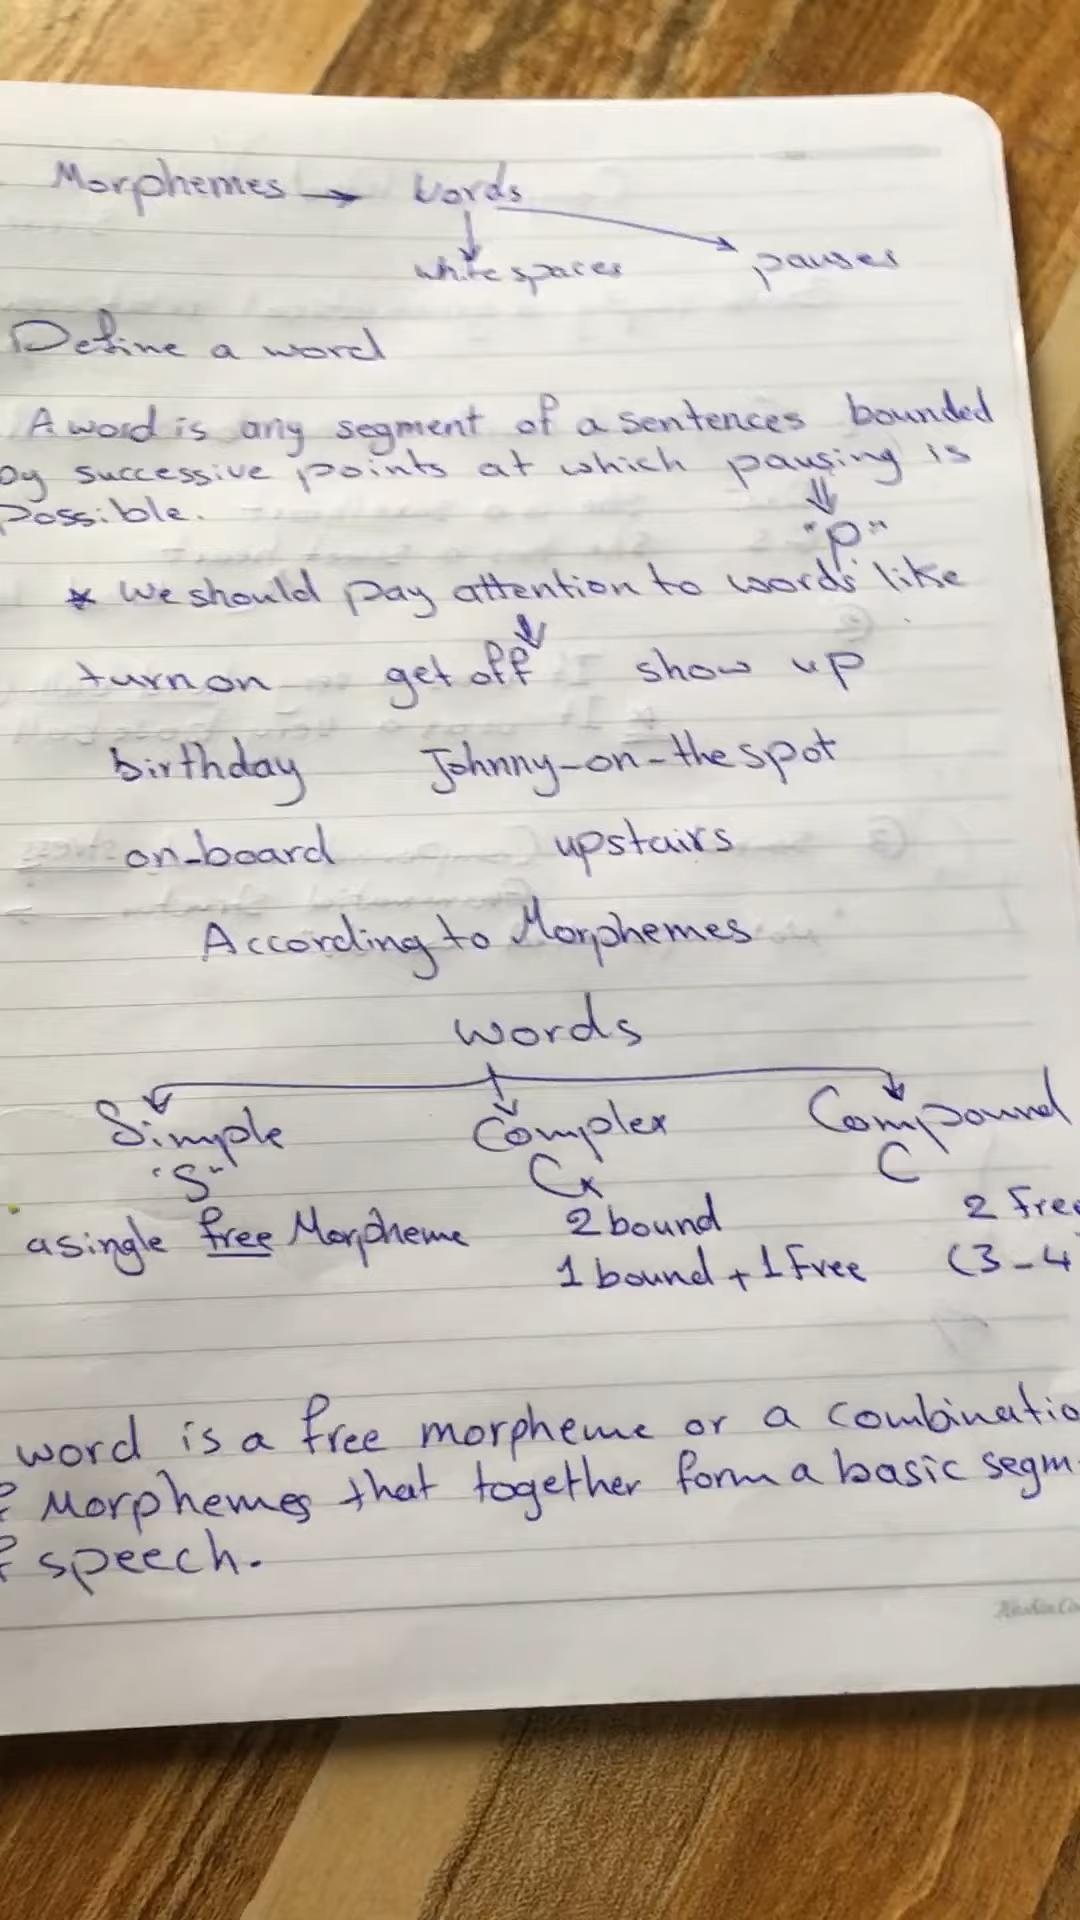 Morphemes → Words
white spaces pauses
Define a word
A word is any segment of a sentences bounded
by successive points at which pausing is
possible.
"P"
* We should pay attention to words like
turn on get off show up
birthday Johnny-on-the spot
on-board upstairs
According to Morphemes
words
Simple Complex Compound
"S" Cx C
a single free Morpheme 2 bound 2 free
1 bound + 1 Free (3-4
word is a free morpheme or a combinatio
Morphemes that together form a basic segm
speech.